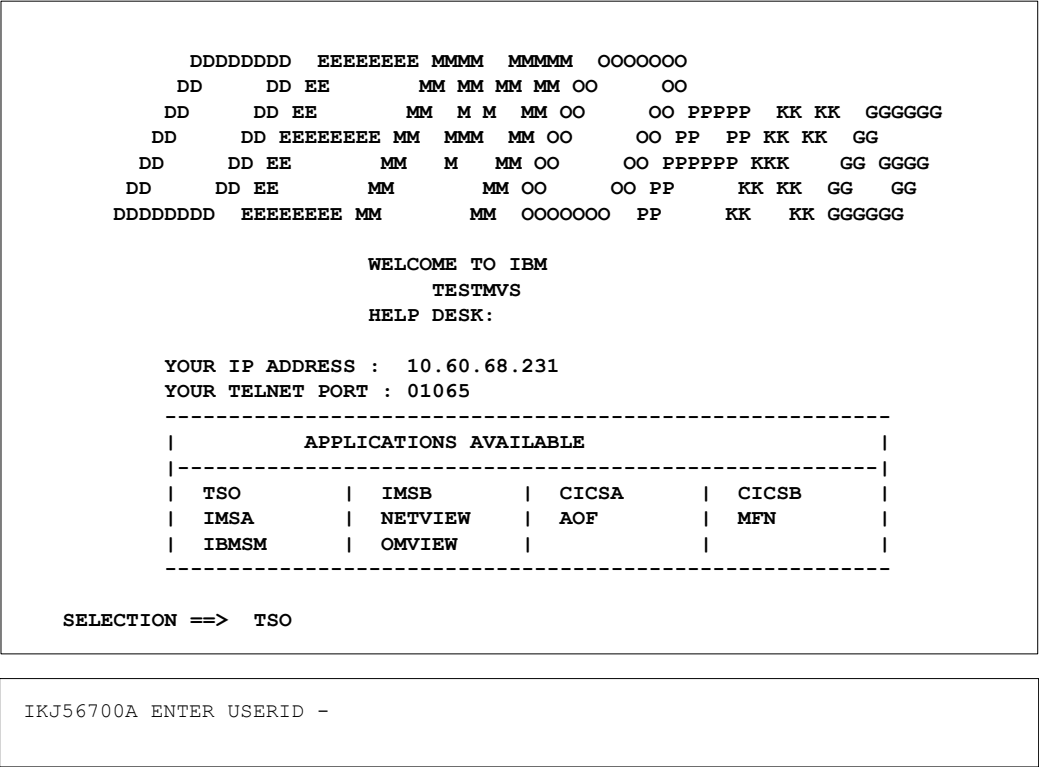 DDDDDDDD  EEEEEEEE MMMM  MMMMM  OOOOOOO
DD      DD EE       MM MM MM MM OO     OO
DD     DD EE       MM  M M  MM OO     OO PPPPP  KK KK  GGGGGG
DD     DD EEEEEEEE MM  MMM  MM OO     OO PP  PP KK KK  GG
DD     DD EE       MM   M   MM OO     OO PPPPPP KKK    GG GGGG
DD     DD EE       MM       MM OO     OO PP     KK KK  GG   GG
DDDDDDDD  EEEEEEEE MM       MM  OOOOOOO  PP     KK   KK GGGGGG
WELCOME TO IBM
TESTMVS
HELP DESK:
YOUR IP ADDRESS :  10.60.68.231
YOUR TELNET PORT : 01065
---------------------------------------------------------
|          APPLICATIONS AVAILABLE                       |
|-------------------------------------------------------|
|  TSO        |  IMSB       |  CICSA      |  CICSB      |
|  IMSA       |  NETVIEW    |  AOF        |  MFN        |
|  IBMSM      |  OMVIEW     |             |             |
---------------------------------------------------------
SELECTION ==>  TSO
IKJ56700A ENTER USERID -